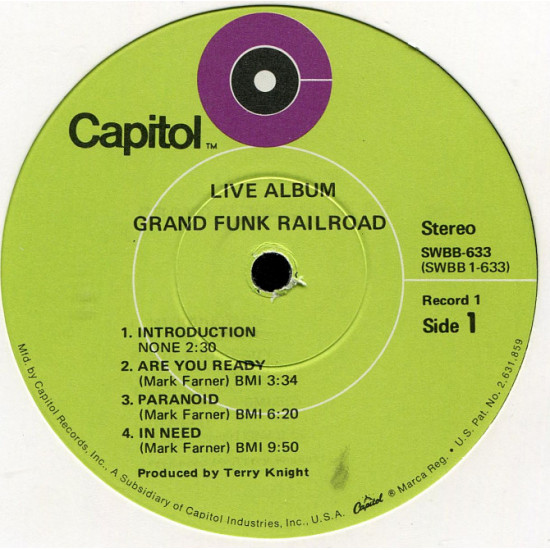 Capitol™
LIVE ALBUM
GRAND FUNK RAILROAD
Stereo
SWBB-633
(SWBB 1-633)
Record 1
Side 1
1. INTRODUCTION
NONE 2:30
2. ARE YOU READY
(Mark Farner) BMI 3:34
3. PARANOID
(Mark Farner) BMI 6:20
4. IN NEED
(Mark Farner) BMI 9:50
Produced by Terry Knight
Mfd. by Capitol Records, Inc., A Subsidiary of Capitol Industries, Inc., U.S.A. Capitol ® Marca Reg. • U.S. Pat. No. 2,631,859